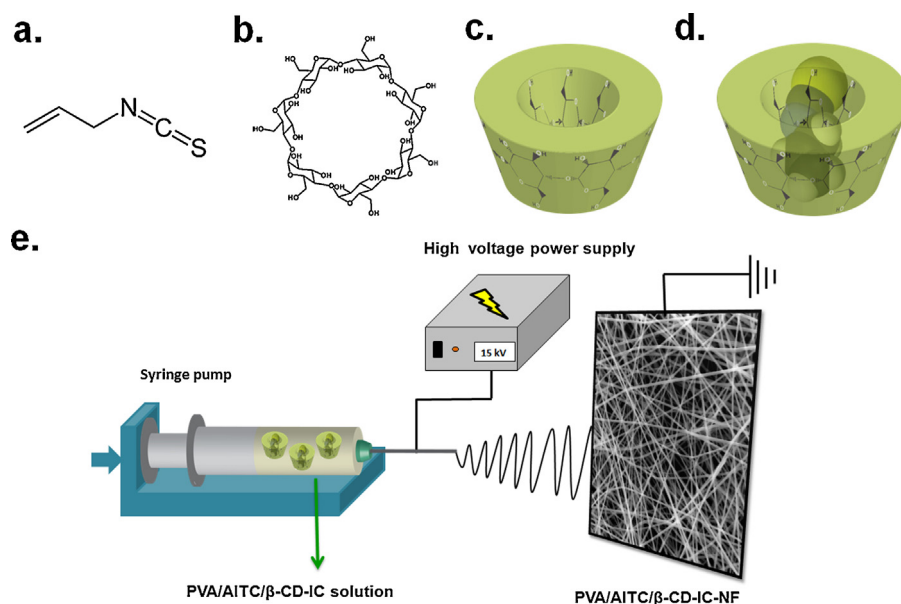 a.
b.
c.
d.
N
C
S
e.
High voltage power supply
15 kV
Syringe pump
PVA/AITC/β-CD-IC solution
PVA/AITC/β-CD-IC-NF